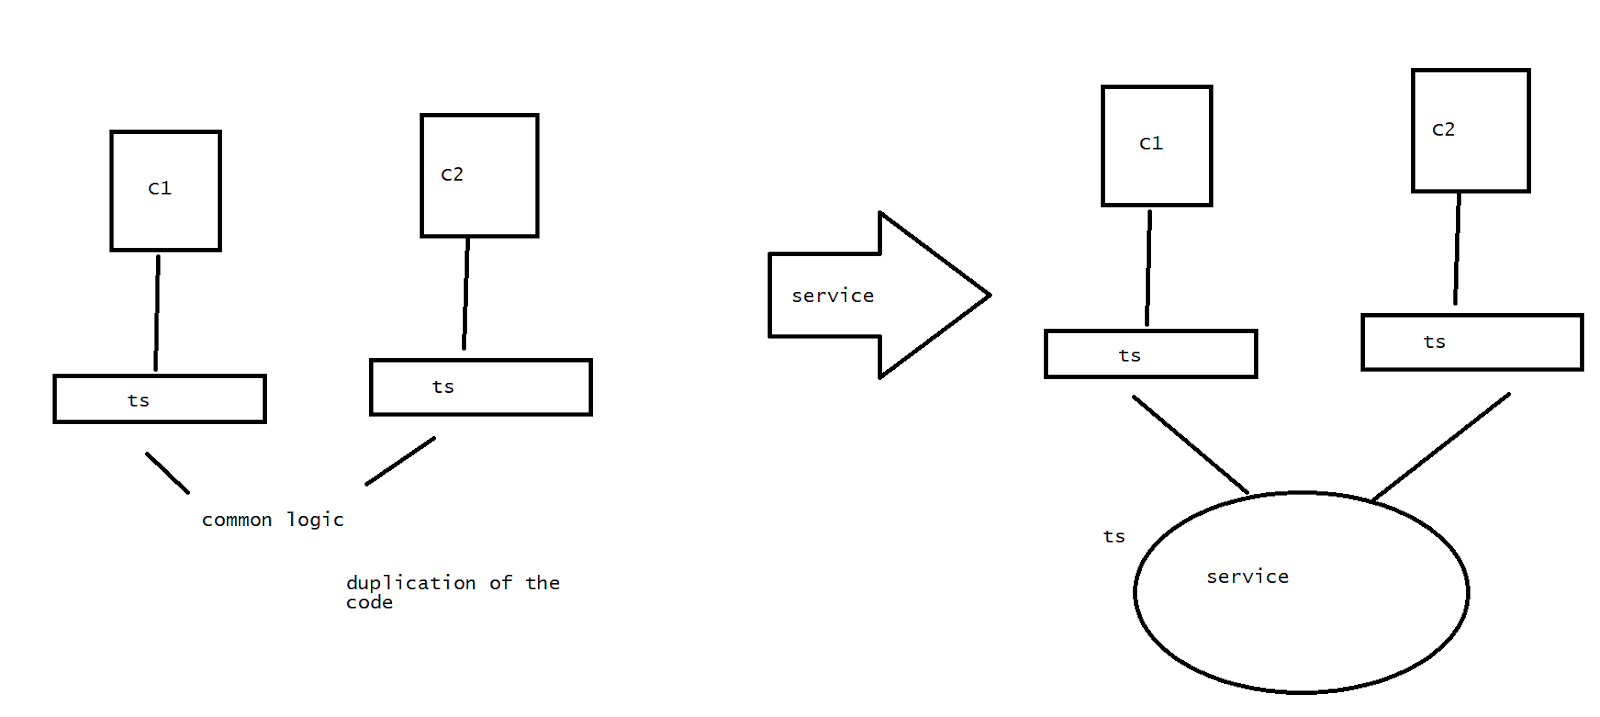 c1
c2
ts
ts
common logic
duplication of the
code
service
c1
c2
ts
ts
ts
service